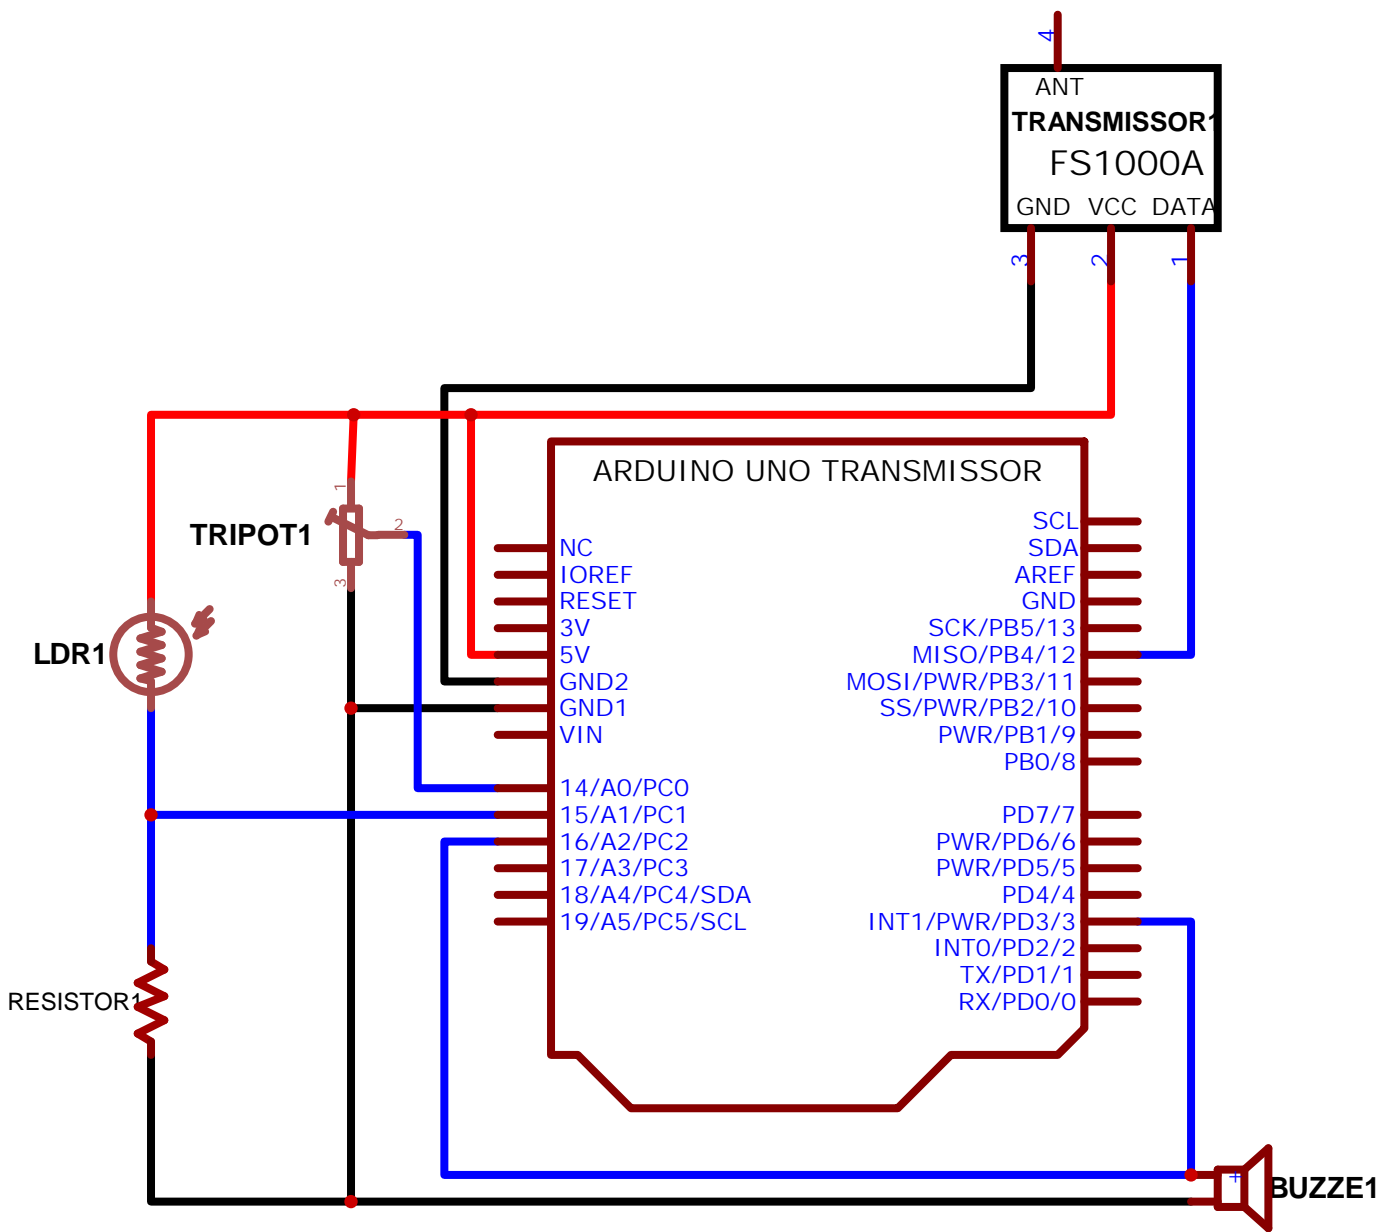 4
ANT
TRANSMISSOR1
FS1000A
GND VCC DATA
3 2 1
ARDUINO UNO TRANSMISSOR
TRIPOT1
1
2
3
LDR1
RESISTOR1
NC
IOREF
RESET
3V
5V
GND2
GND1
VIN
14/A0/PC0
15/A1/PC1
16/A2/PC2
17/A3/PC3
18/A4/PC4/SDA
19/A5/PC5/SCL
SCL
SDA
AREF
GND
SCK/PB5/13
MISO/PB4/12
MOSI/PWR/PB3/11
SS/PWR/PB2/10
PWR/PB1/9
PB0/8
PD7/7
PWR/PD6/6
PWR/PD5/5
PD4/4
INT1/PWR/PD3/3
INT0/PD2/2
TX/PD1/1
RX/PD0/0
+
BUZZE1